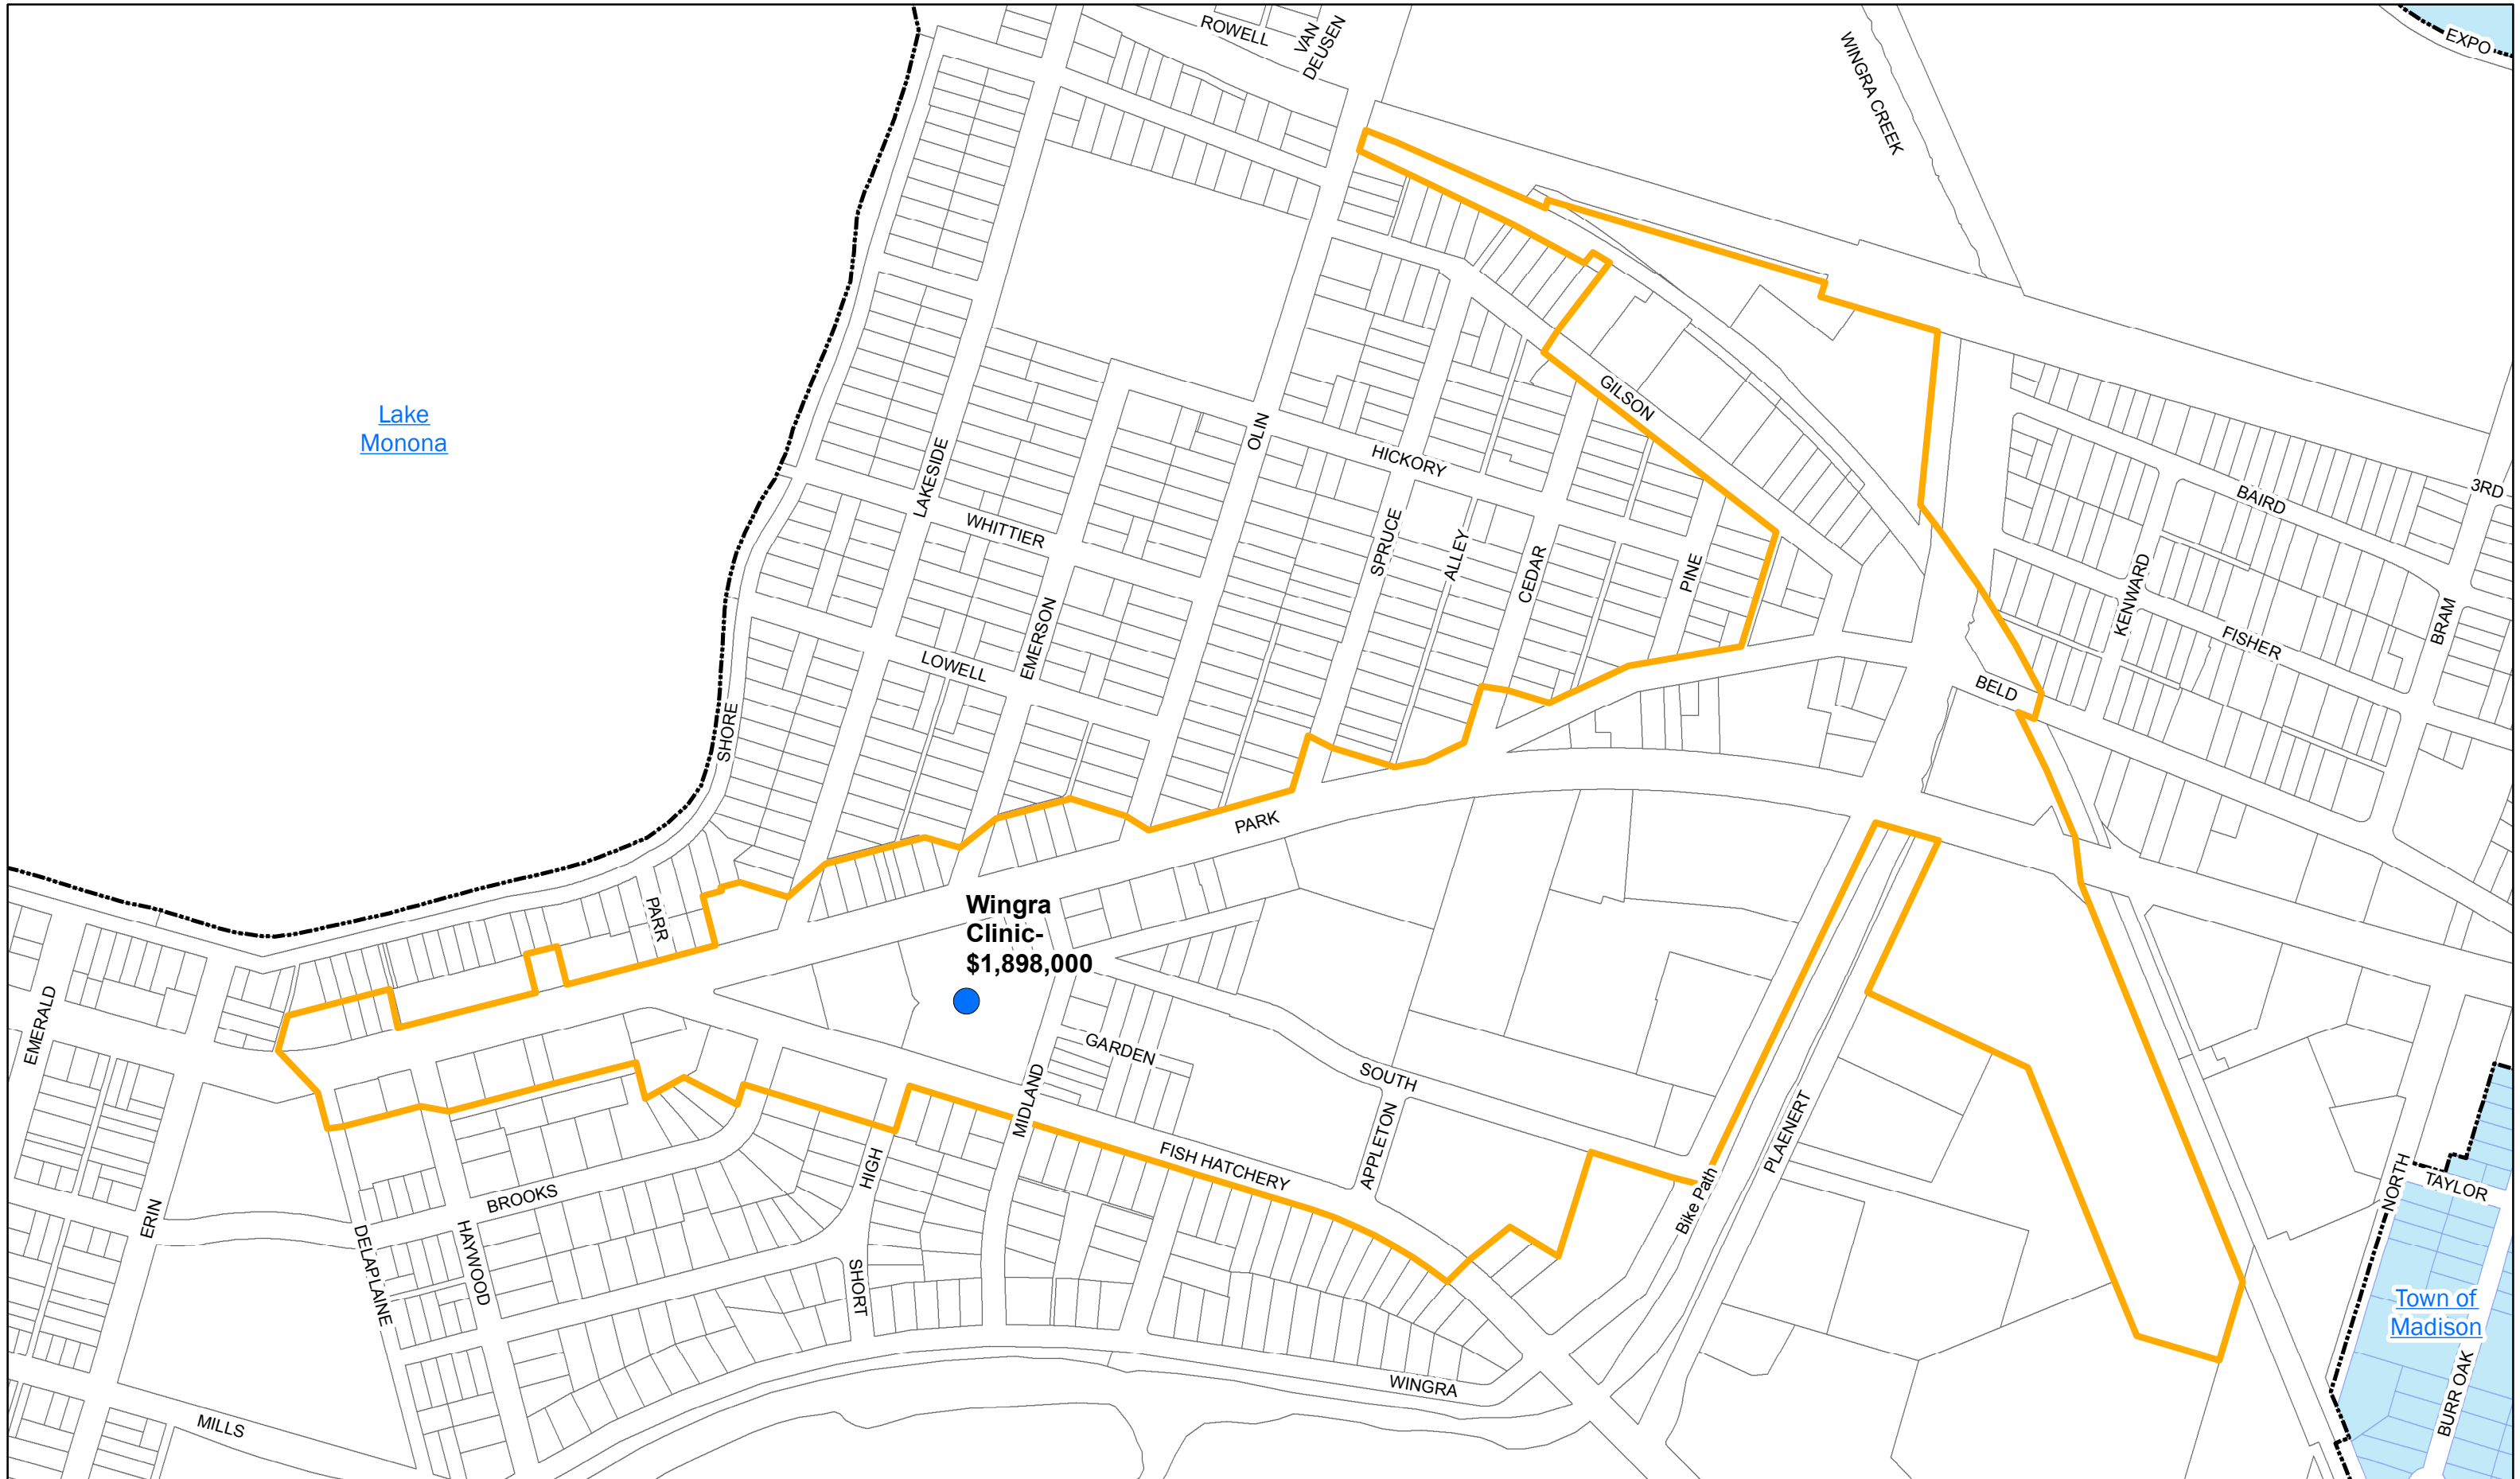 ROWELL
VAN
DEUSEN
WINGRA CREEK
EXPO
Lake
Monona
LAKESIDE
OLIN
GILSON
HICKORY
WHITTIER
SPRUCE
ALLEY
CEDAR
PINE
BAIRD
3RD
KENWARD
FISHER
BRAM
BELD
EMERSON
LOWELL
SHORE
PARK
PARR
Wingra
Clinic-
$1,898,000
EMERALD
GARDEN
SOUTH
MIDLAND
APPLETON
PLAENERT
FISH HATCHERY
HIGH
BROOKS
ERIN
DELAPLAINE
HAYWOOD
SHORT
Bike Path
NORTH
TAYLOR
Town of
Madison
BURR OAK
WINGRA
MILLS